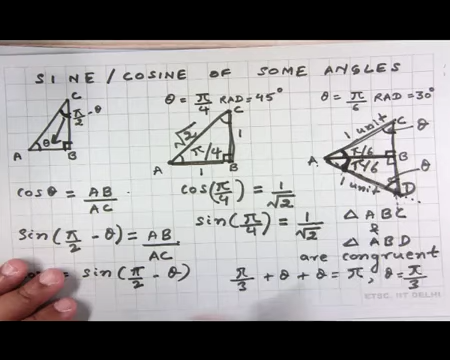 SINE/COSINE OF SOME ANGLES
C
π/2 - θ
θ
A
B
θ = π/4 RAD = 45°
C
√2
1
π/4
A
1
B
θ = π/6 RAD = 30°
C
1 unit
θ
A
π/6
B
π/6
θ
1 unit
D
cos θ = AB/AC
sin(π/2 - θ) = AB/AC
= sin(π/2 - θ)
cos(π/4) = 1/√2
sin(π/4) = 1/√2
△ ABC
&
△ ABD
are congruent
π/3 + θ + θ = π, θ = π/3
ETSC, IIT DELHI